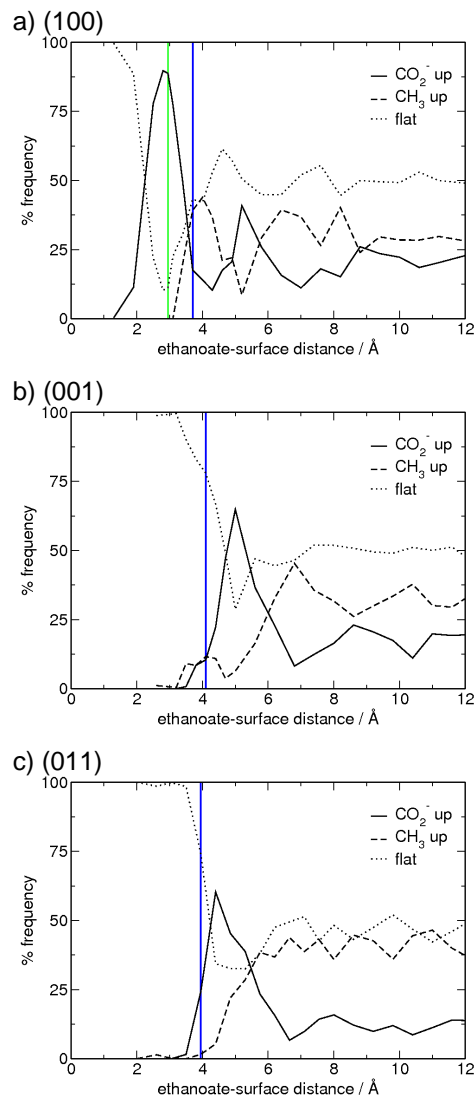 a) (100)
100
75
50
25
0
% frequency
CO₂⁻ up
CH₃ up
flat
0 2 4 6 8 10 12
ethanoate-surface distance / Å
b) (001)
100
75
50
25
0
% frequency
CO₂⁻ up
CH₃ up
flat
0 2 4 6 8 10 12
ethanoate-surface distance / Å
c) (011)
100
75
50
25
0
% frequency
CO₂⁻ up
CH₃ up
flat
0 2 4 6 8 10 12
ethanoate-surface distance / Å